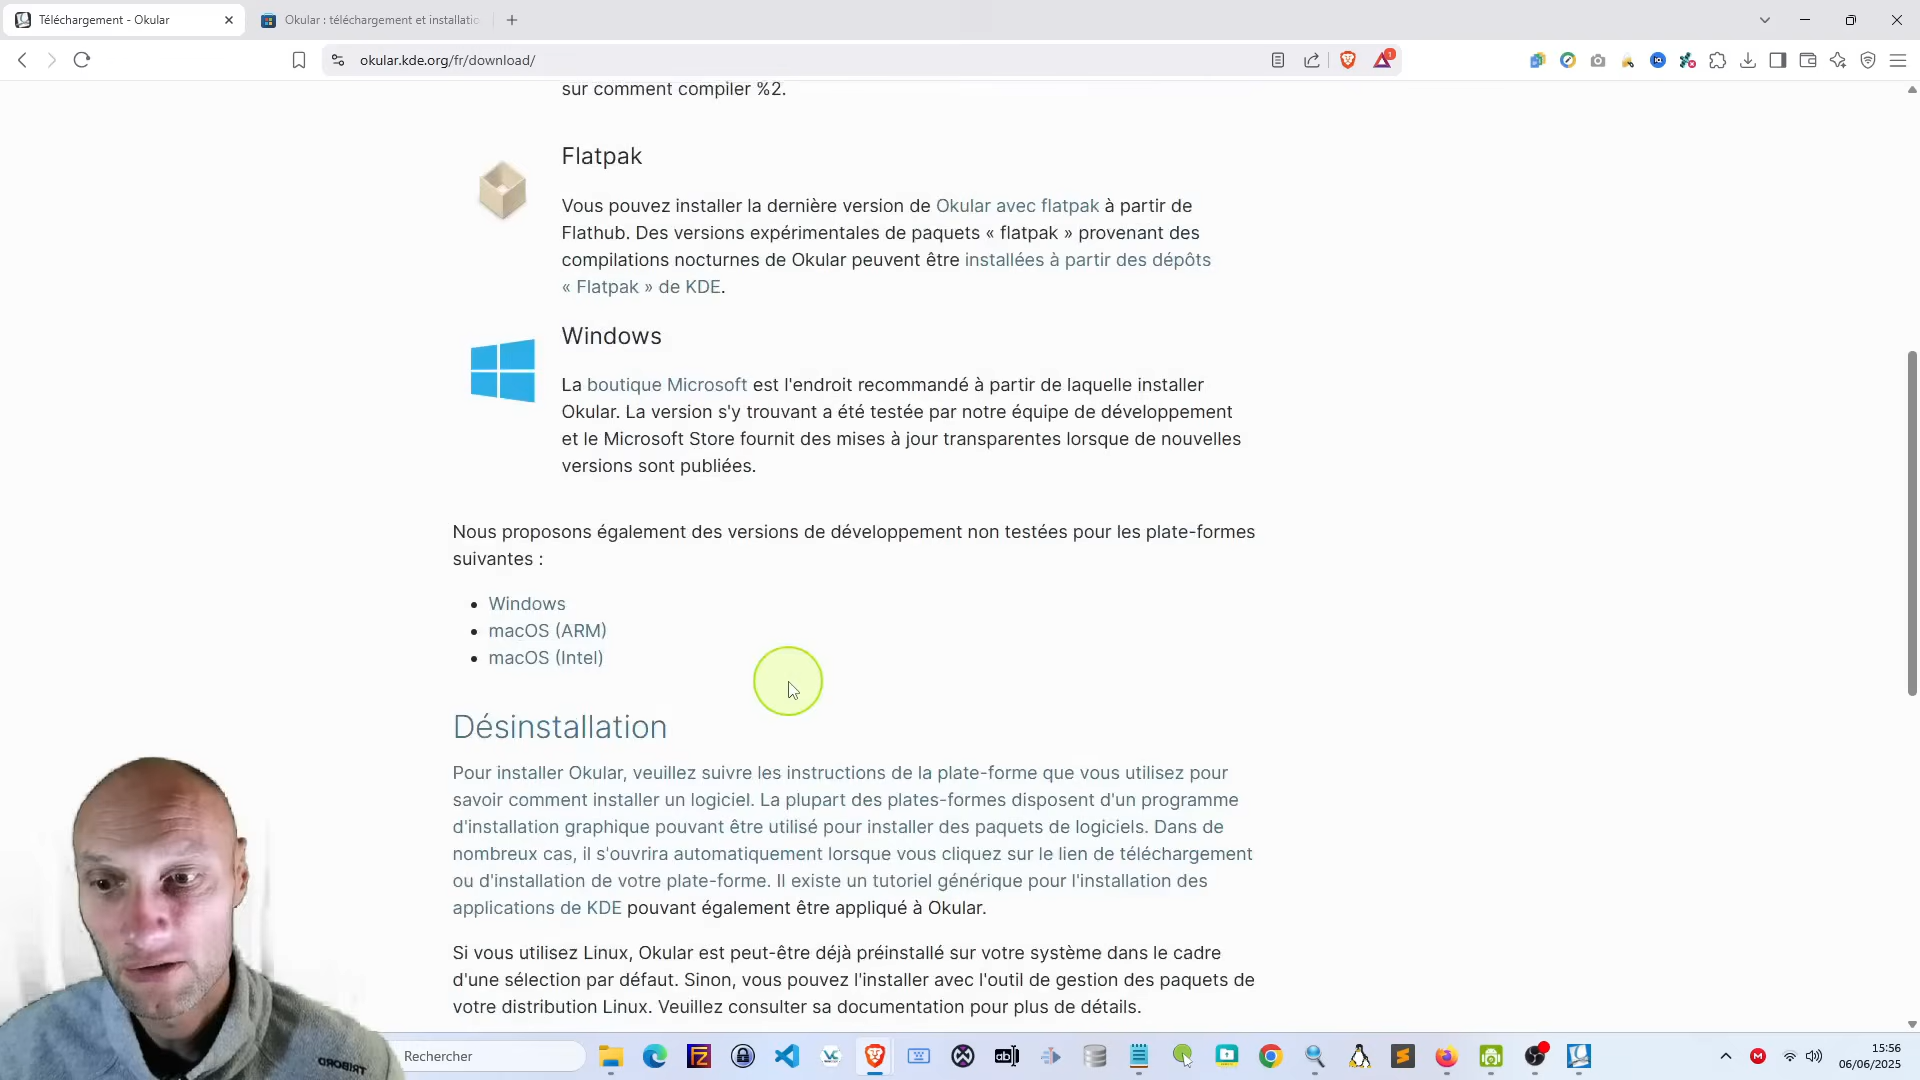 Téléchargement - Okular
Okular : téléchargement et installatio
okular.kde.org/fr/download/
1
sur comment compiler %2.
Flatpak
Vous pouvez installer la dernière version de Okular avec flatpak à partir de
Flathub. Des versions expérimentales de paquets « flatpak » provenant des
compilations nocturnes de Okular peuvent être installées à partir des dépôts
« Flatpak » de KDE.
Windows
La boutique Microsoft est l'endroit recommandé à partir de laquelle installer
Okular. La version s'y trouvant a été testée par notre équipe de développement
et le Microsoft Store fournit des mises à jour transparentes lorsque de nouvelles
versions sont publiées.
Nous proposons également des versions de développement non testées pour les plate-formes
suivantes :
Windows
macOS (ARM)
macOS (Intel)
Désinstallation
Pour installer Okular, veuillez suivre les instructions de la plate-forme que vous utilisez pour
savoir comment installer un logiciel. La plupart des plates-formes disposent d'un programme
d'installation graphique pouvant être utilisé pour installer des paquets de logiciels. Dans de
nombreux cas, il s'ouvrira automatiquement lorsque vous cliquez sur le lien de téléchargement
ou d'installation de votre plate-forme. Il existe un tutoriel générique pour l'installation des
applications de KDE pouvant également être appliqué à Okular.
Si vous utilisez Linux, Okular est peut-être déjà préinstallé sur votre système dans le cadre
d'une sélection par défaut. Sinon, vous pouvez l'installer avec l'outil de gestion des paquets de
votre distribution Linux. Veuillez consulter sa documentation pour plus de détails.
TRIBORD
Rechercher
15:56
06/06/2025